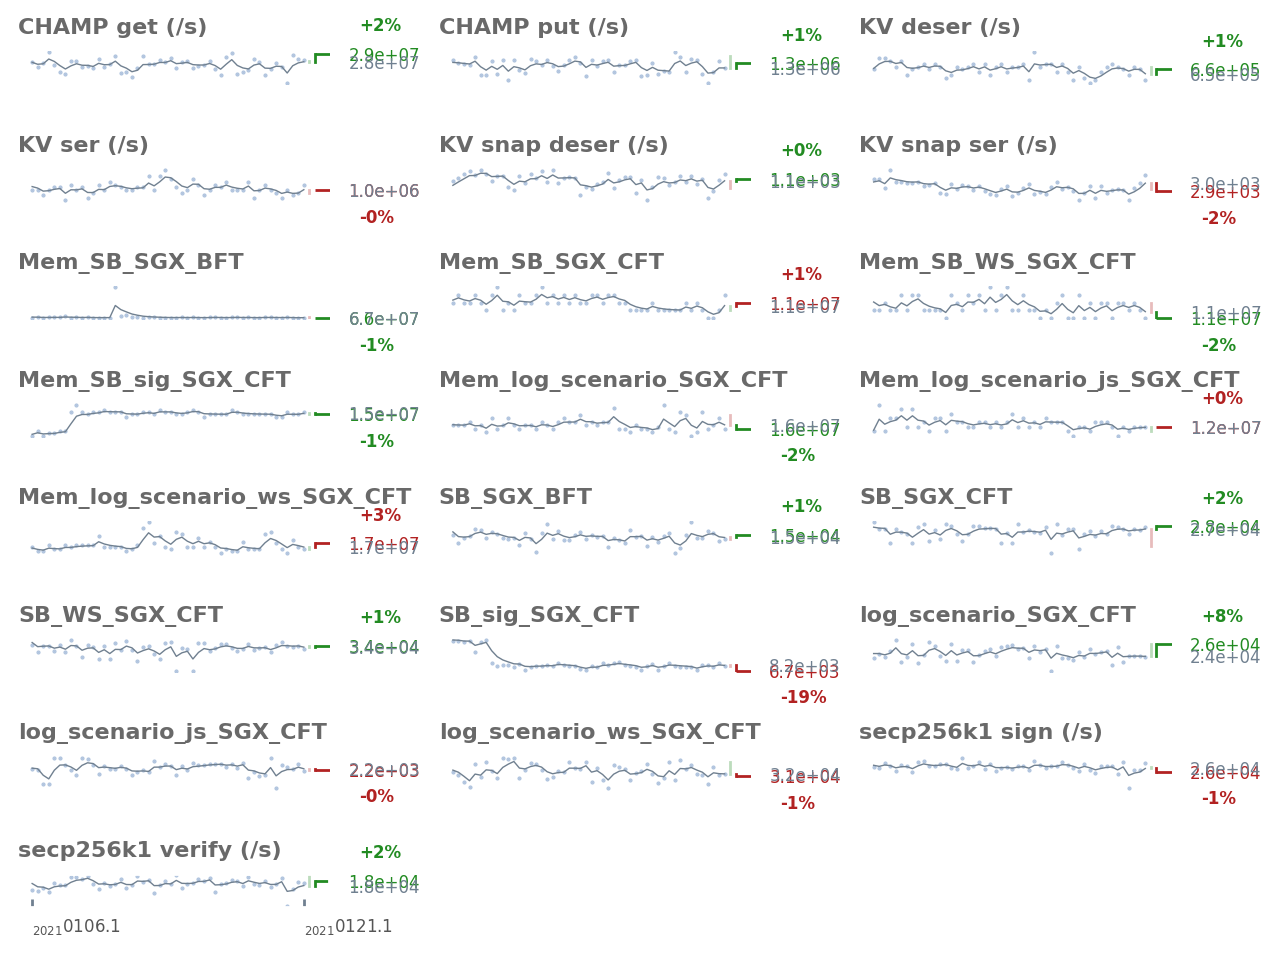 CHAMP get (/s)
+2%
2.9e+07
2.8e+07
CHAMP put (/s)
+1%
1.3e+06
1.3e+06
KV deser (/s)
+1%
6.6e+05
6.5e+05
KV ser (/s)
1.0e+06
-0%
KV snap deser (/s)
+0%
1.1e+03
1.1e+03
KV snap ser (/s)
3.0e+03
2.9e+03
-2%
Mem_SB_SGX_BFT
6.6e+07
-1%
Mem_SB_SGX_CFT
+1%
1.1e+07
1.1e+07
Mem_SB_WS_SGX_CFT
1.1e+07
1.1e+07
-2%
Mem_SB_sig_SGX_CFT
1.5e+07
-1%
Mem_log_scenario_SGX_CFT
1.6e+07
1.6e+07
-2%
Mem_log_scenario_js_SGX_CFT
+0%
1.2e+07
Mem_log_scenario_ws_SGX_CFT
+3%
1.7e+07
1.7e+07
SB_SGX_BFT
+1%
1.5e+04
1.5e+04
SB_SGX_CFT
+2%
2.8e+04
2.7e+04
SB_WS_SGX_CFT
+1%
3.4e+04
3.4e+04
SB_sig_SGX_CFT
8.2e+03
6.7e+03
-19%
log_scenario_SGX_CFT
+8%
2.6e+04
2.4e+04
log_scenario_js_SGX_CFT
2.2e+03
2.2e+03
-0%
log_scenario_ws_SGX_CFT
3.1e+04
-1%
secp256k1 sign (/s)
2.6e+04
2.6e+04
-1%
secp256k1 verify (/s)
+2%
1.8e+04
1.8e+04
20210106.1
20210121.1